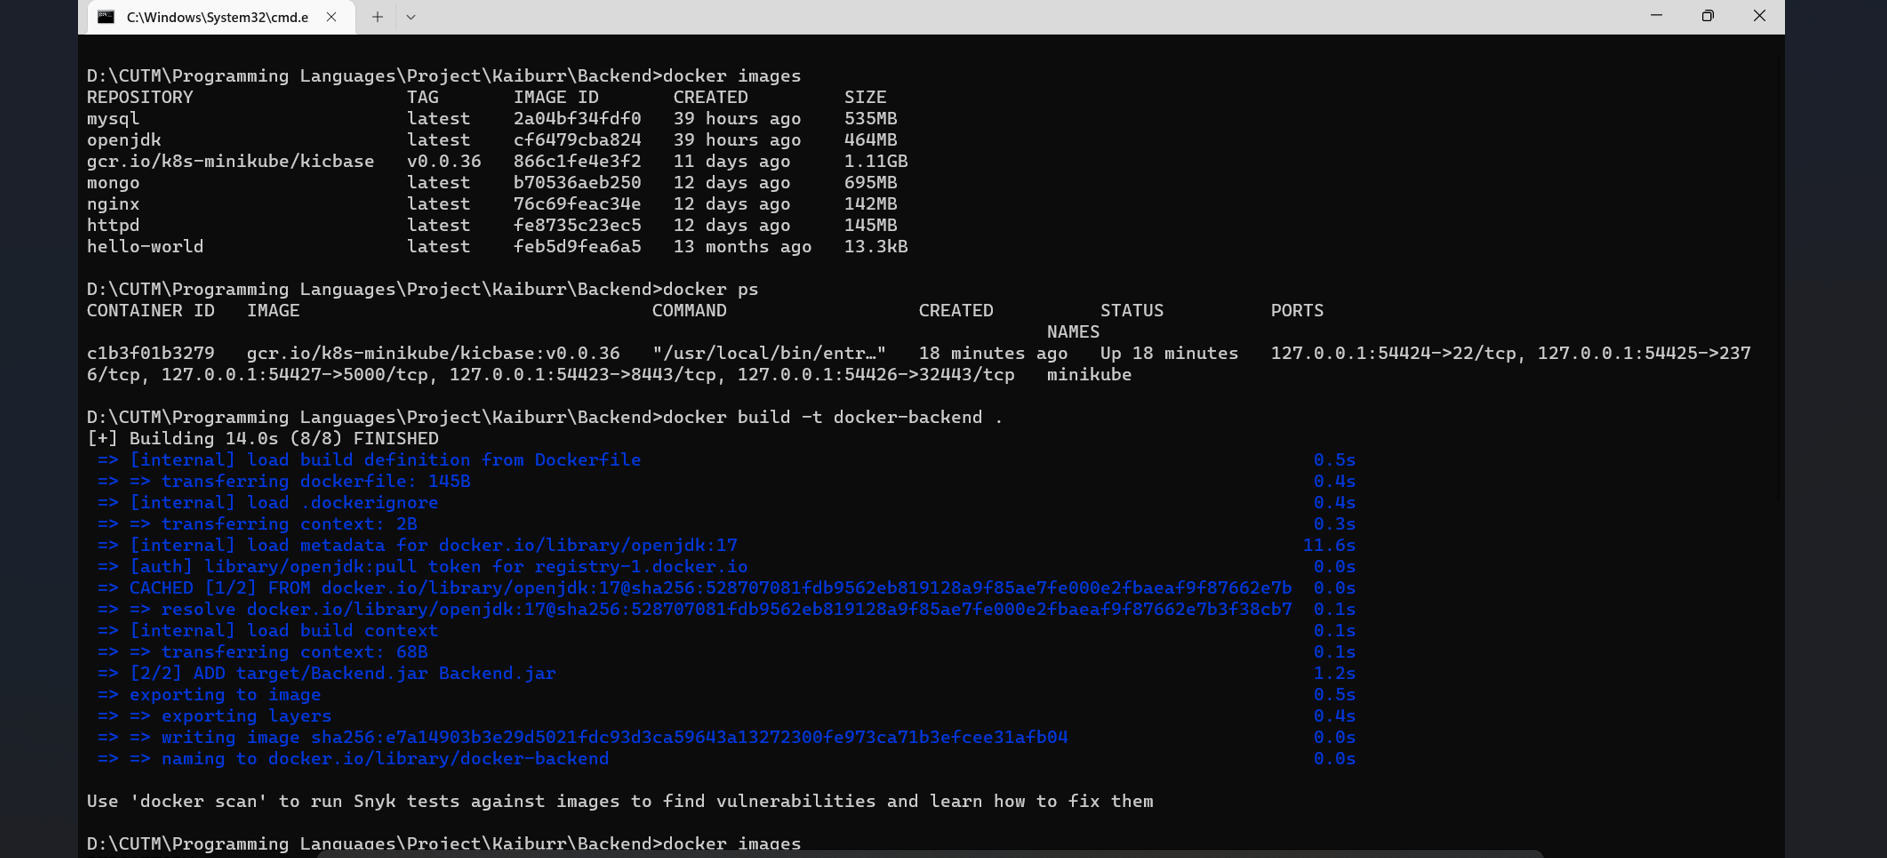 C:\Windows\System32\cmd.e
D:\CUTM\Programming Languages\Project\Kaiburr\Backend>docker images
REPOSITORY                    TAG       IMAGE ID       CREATED         SIZE
mysql                         latest    2a04bf34fdf0   39 hours ago    535MB
openjdk                       latest    cf6479cba824   39 hours ago    464MB
gcr.io/k8s-minikube/kicbase   v0.0.36   866c1fe4e3f2   11 days ago     1.11GB
mongo                         latest    b70536aeb250   12 days ago     695MB
nginx                         latest    76c69feac34e   12 days ago     142MB
httpd                         latest    fe8735c23ec5   12 days ago     145MB
hello-world                   latest    feb5d9fea6a5   13 months ago   13.3kB
D:\CUTM\Programming Languages\Project\Kaiburr\Backend>docker ps
CONTAINER ID   IMAGE                                 COMMAND                  CREATED          STATUS          PORTS
NAMES
c1b3f01b3279   gcr.io/k8s-minikube/kicbase:v0.0.36   "/usr/local/bin/entr…"   18 minutes ago   Up 18 minutes   127.0.0.1:54424->22/tcp, 127.0.0.1:54425->237
6/tcp, 127.0.0.1:54427->5000/tcp, 127.0.0.1:54423->8443/tcp, 127.0.0.1:54426->32443/tcp   minikube
D:\CUTM\Programming Languages\Project\Kaiburr\Backend>docker build -t docker-backend .
[+] Building 14.0s (8/8) FINISHED
=> [internal] load build definition from Dockerfile 0.5s
=> => transferring dockerfile: 145B 0.4s
=> [internal] load .dockerignore 0.4s
=> => transferring context: 2B 0.3s
=> [internal] load metadata for docker.io/library/openjdk:17 11.6s
=> [auth] library/openjdk:pull token for registry-1.docker.io 0.0s
=> CACHED [1/2] FROM docker.io/library/openjdk:17@sha256:528707081fdb9562eb819128a9f85ae7fe000e2fbaeaf9f87662e7b 0.0s
=> => resolve docker.io/library/openjdk:17@sha256:528707081fdb9562eb819128a9f85ae7fe000e2fbaeaf9f87662e7b3f38cb7 0.1s
=> [internal] load build context 0.1s
=> => transferring context: 68B 0.1s
=> [2/2] ADD target/Backend.jar Backend.jar 1.2s
=> exporting to image 0.5s
=> => exporting layers 0.4s
=> => writing image sha256:e7a14903b3e29d5021fdc93d3ca59643a13272300fe973ca71b3efcee31afb04 0.0s
=> => naming to docker.io/library/docker-backend 0.0s
Use 'docker scan' to run Snyk tests against images to find vulnerabilities and learn how to fix them
D:\CUTM\Programming Languages\Project\Kaiburr\Backend>docker images